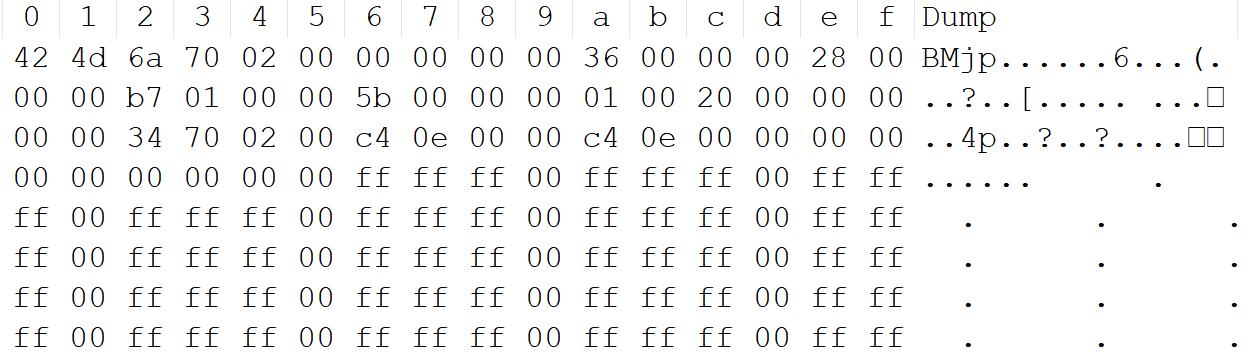 0 1 2 3 4 5 6 7 8 9 a b c d e f Dump
42 4d 6a 70 02 00 00 00 00 00 36 00 00 00 28 00 BMjp......6...(.
00 00 b7 01 00 00 5b 00 00 00 01 00 20 00 00 00 ..?..[..... ...□
00 00 34 70 02 00 c4 0e 00 00 c4 0e 00 00 00 00 ..4p..?..?....□□
00 00 00 00 00 00 ff ff ff 00 ff ff ff 00 ff ff ...... .
ff 00 ff ff ff 00 ff ff ff 00 ff ff ff 00 ff ff . . .
ff 00 ff ff ff 00 ff ff ff 00 ff ff ff 00 ff ff . . .
ff 00 ff ff ff 00 ff ff ff 00 ff ff ff 00 ff ff . . .
ff 00 ff ff ff 00 ff ff ff 00 ff ff ff 00 ff ff . . .